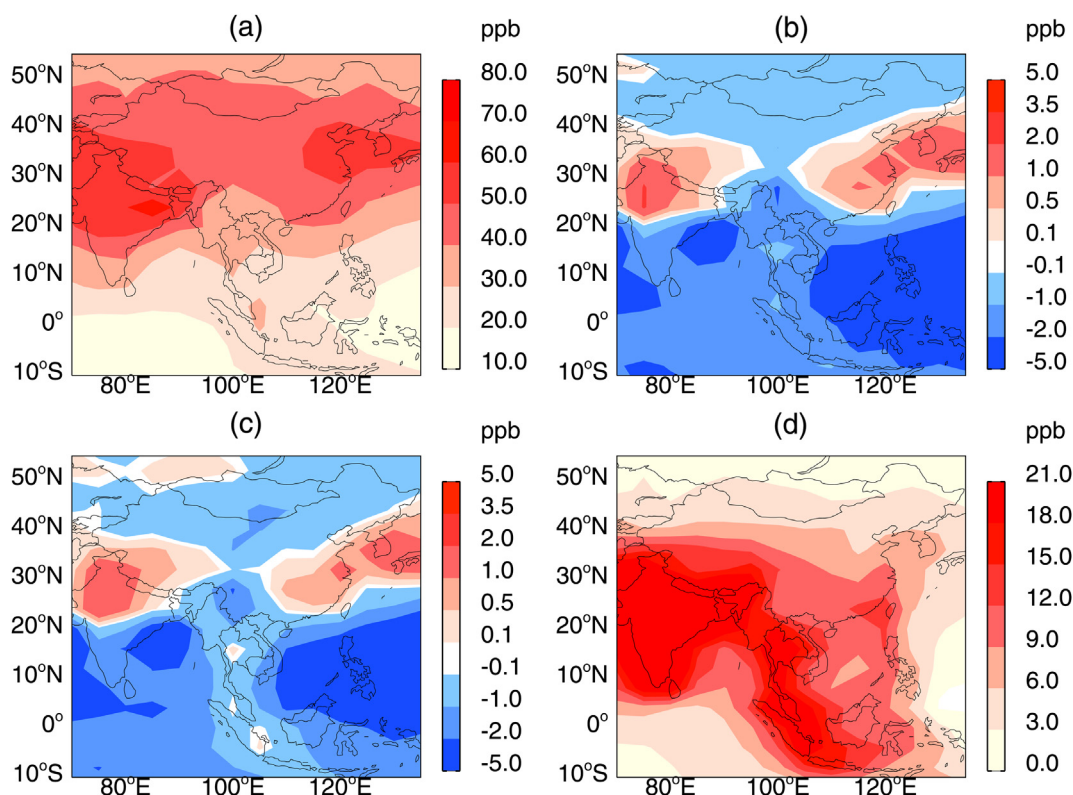 (a)
ppb
50°N
40°N
30°N
20°N
10°N
0°
10°S
80°E 100°E 120°E
80.0
70.0
60.0
50.0
40.0
30.0
20.0
10.0
(b)
ppb
50°N
40°N
30°N
20°N
10°N
0°
10°S
80°E 100°E 120°E
5.0
3.5
2.0
1.0
0.5
0.1
-0.1
-1.0
-2.0
-5.0
(c)
ppb
50°N
40°N
30°N
20°N
10°N
0°
10°S
80°E 100°E 120°E
5.0
3.5
2.0
1.0
0.5
0.1
-0.1
-1.0
-2.0
-5.0
(d)
ppb
50°N
40°N
30°N
20°N
10°N
0°
10°S
80°E 100°E 120°E
21.0
18.0
15.0
12.0
9.0
6.0
3.0
0.0